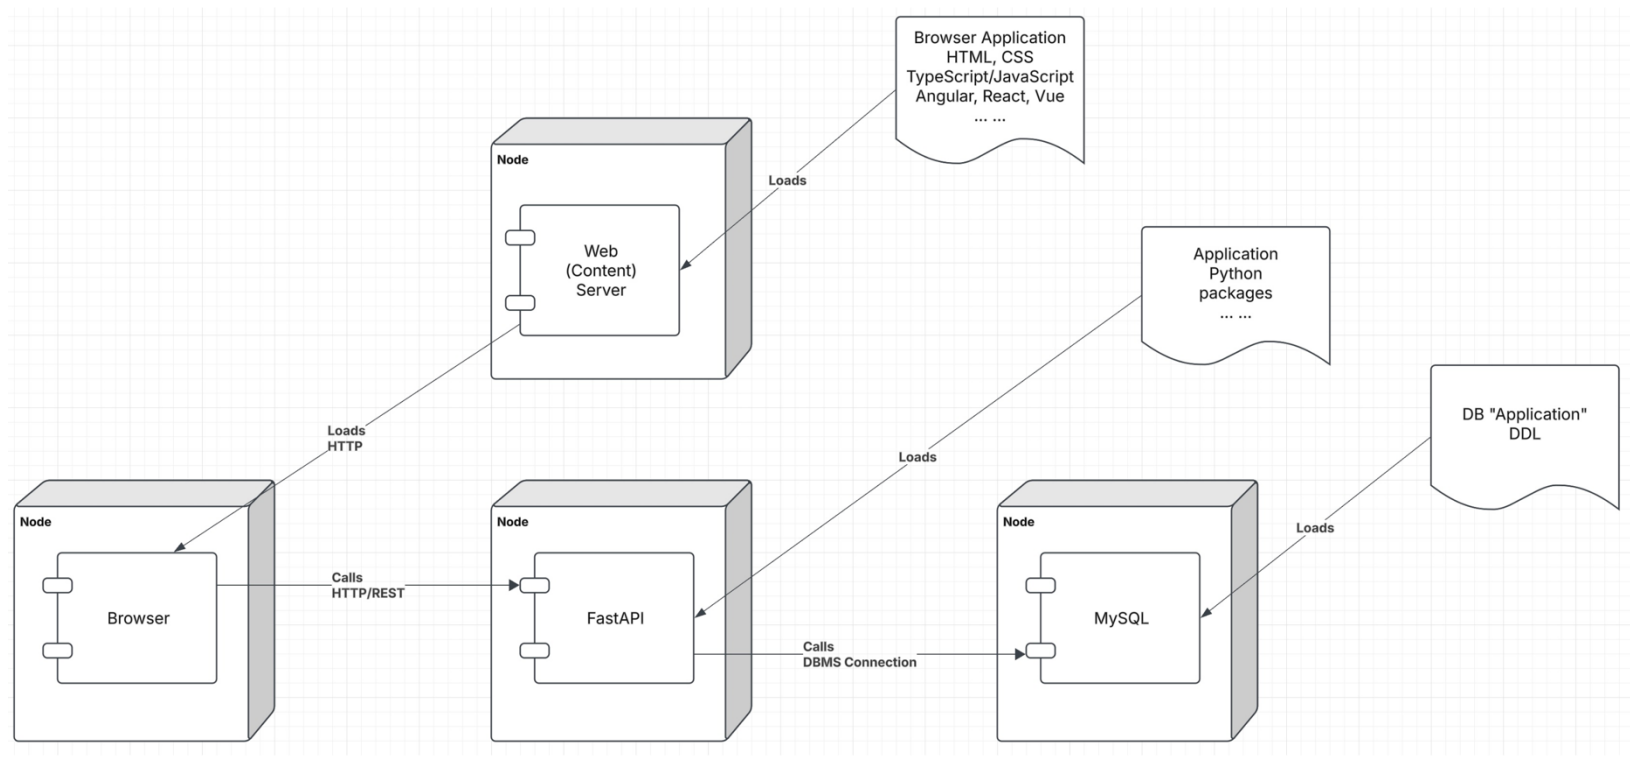 Browser Application
HTML, CSS
TypeScript/JavaScript
Angular, React, Vue
... ...
Node
Loads
Web
(Content)
Server
Application
Python
packages
... ...
DB "Application"
DDL
Loads
HTTP
Loads
Loads
Node
Node
Node
Calls
HTTP/REST
Browser
FastAPI
MySQL
Calls
DBMS Connection